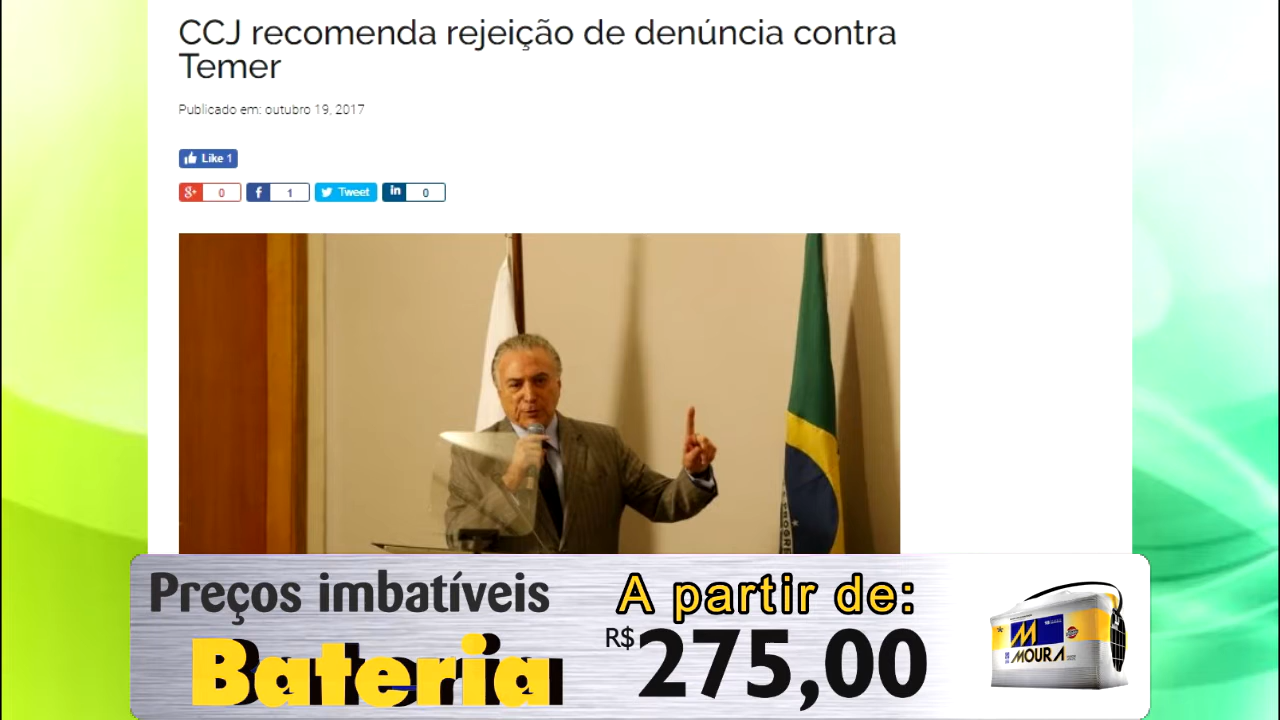 CCJ recomenda rejeição de denúncia contra
Temer
Publicado em: outubro 19, 2017
Like 1
g+ 0 f 1 Tweet in 0
Preços imbatíveis
Bateria
A partir de:
R$ 275,00
M
MOURA